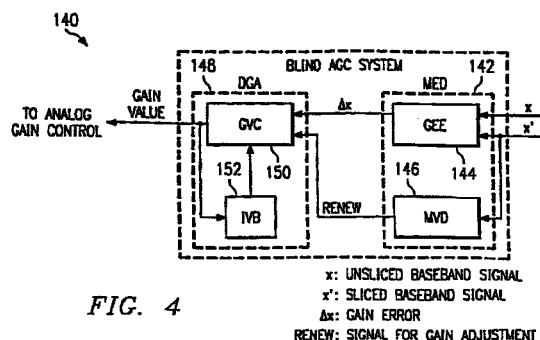 140
BLIND AGC SYSTEM
148
DGA
MED
142
GAIN
VALUE
TO ANALOG
GAIN CONTROL
GVC
150
Δx
GEE
144
x
x'
152
IVB
RENEW
146
MVD
x: UNSLICED BASEBAND SIGNAL
x': SLICED BASEBAND SIGNAL
Δx: GAIN ERROR
RENEW: SIGNAL FOR GAIN ADJUSTMENT
FIG. 4